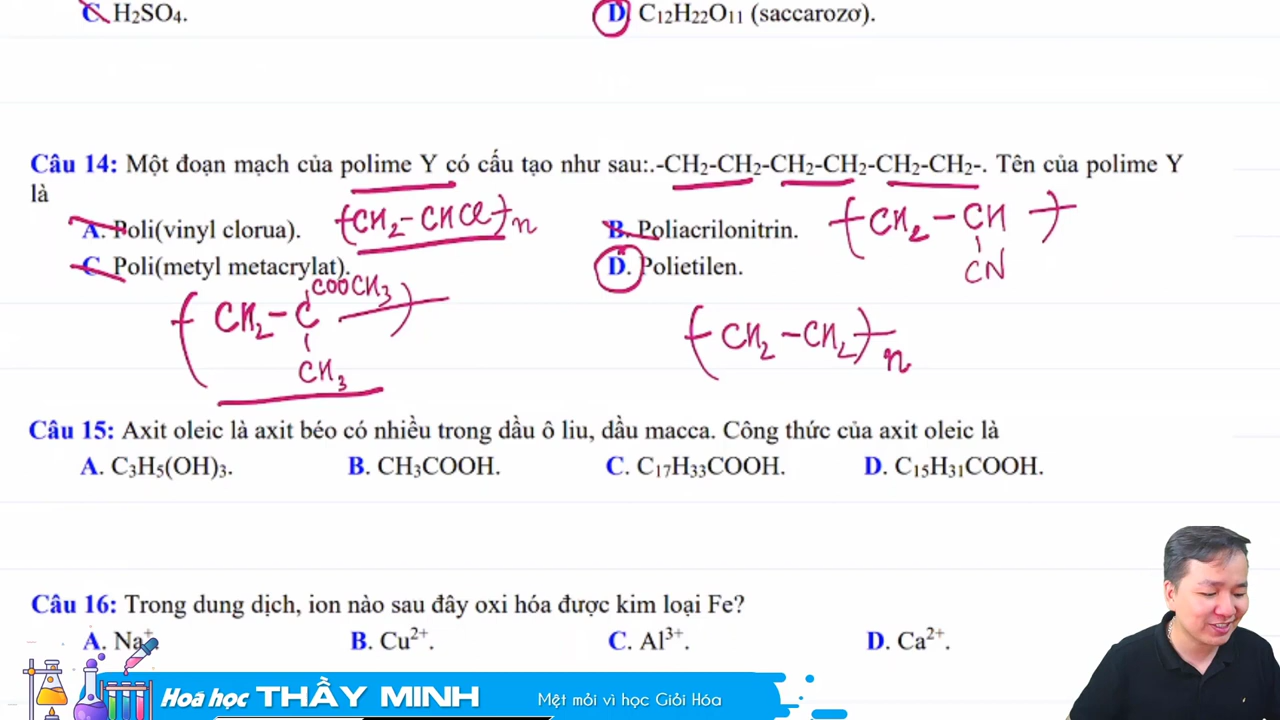 C. H₂SO₄. D. C₁₂H₂₂O₁₁ (saccarozơ).
Câu 14: Một đoạn mạch của polime Y có cấu tạo như sau:.-CH₂-CH₂-CH₂-CH₂-CH₂-CH₂-. Tên của polime Y
là
A. Poli(vinyl clorua). (CH₂-CHCl)n B. Poliacrilonitrin. (CH₂-CH
CN)
C. Poli(metyl metacrylat). D. Polietilen.
COOCH₃
(CH₂-C ) (CH₂-CH₂)n
CH₃
Câu 15: Axit oleic là axit béo có nhiều trong dầu ô liu, dầu macca. Công thức của axit oleic là
A. C₃H₅(OH)₃. B. CH₃COOH. C. C₁₇H₃₃COOH. D. C₁₅H₃₁COOH.
Câu 16: Trong dung dịch, ion nào sau đây oxi hóa được kim loại Fe?
A. Na⁺. B. Cu²⁺. C. Al³⁺. D. Ca²⁺.
Hoá học THẦY MINH Mệt mỏi vì học Giỏi Hóa